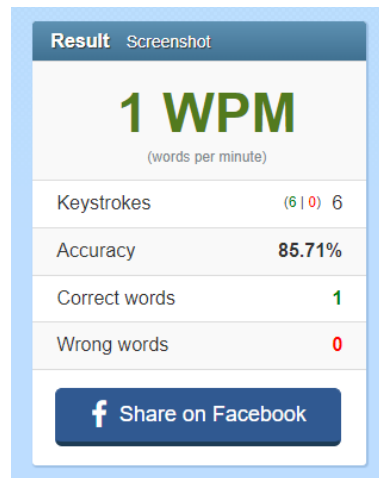 Result Screenshot
1 WPM
(words per minute)
Keystrokes (6 | 0) 6
Accuracy 85.71%
Correct words 1
Wrong words 0
f Share on Facebook